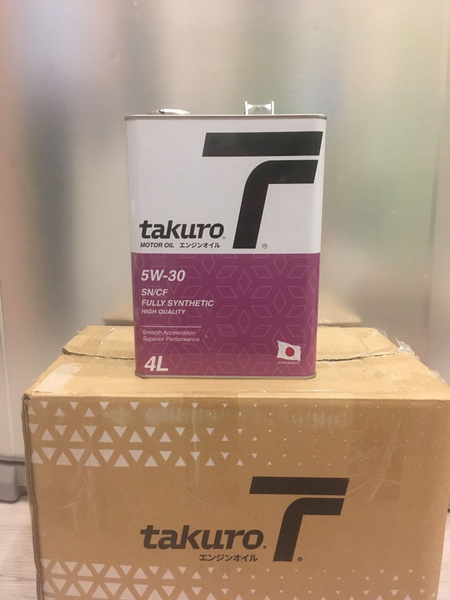 T®
takuro
MOTOR OIL エンジンオイル
5W-30
SN/CF
FULLY SYNTHETIC
HIGH QUALITY
Smooth Acceleration
Superior Performance
4L
T®
takuro
エンジンオイル